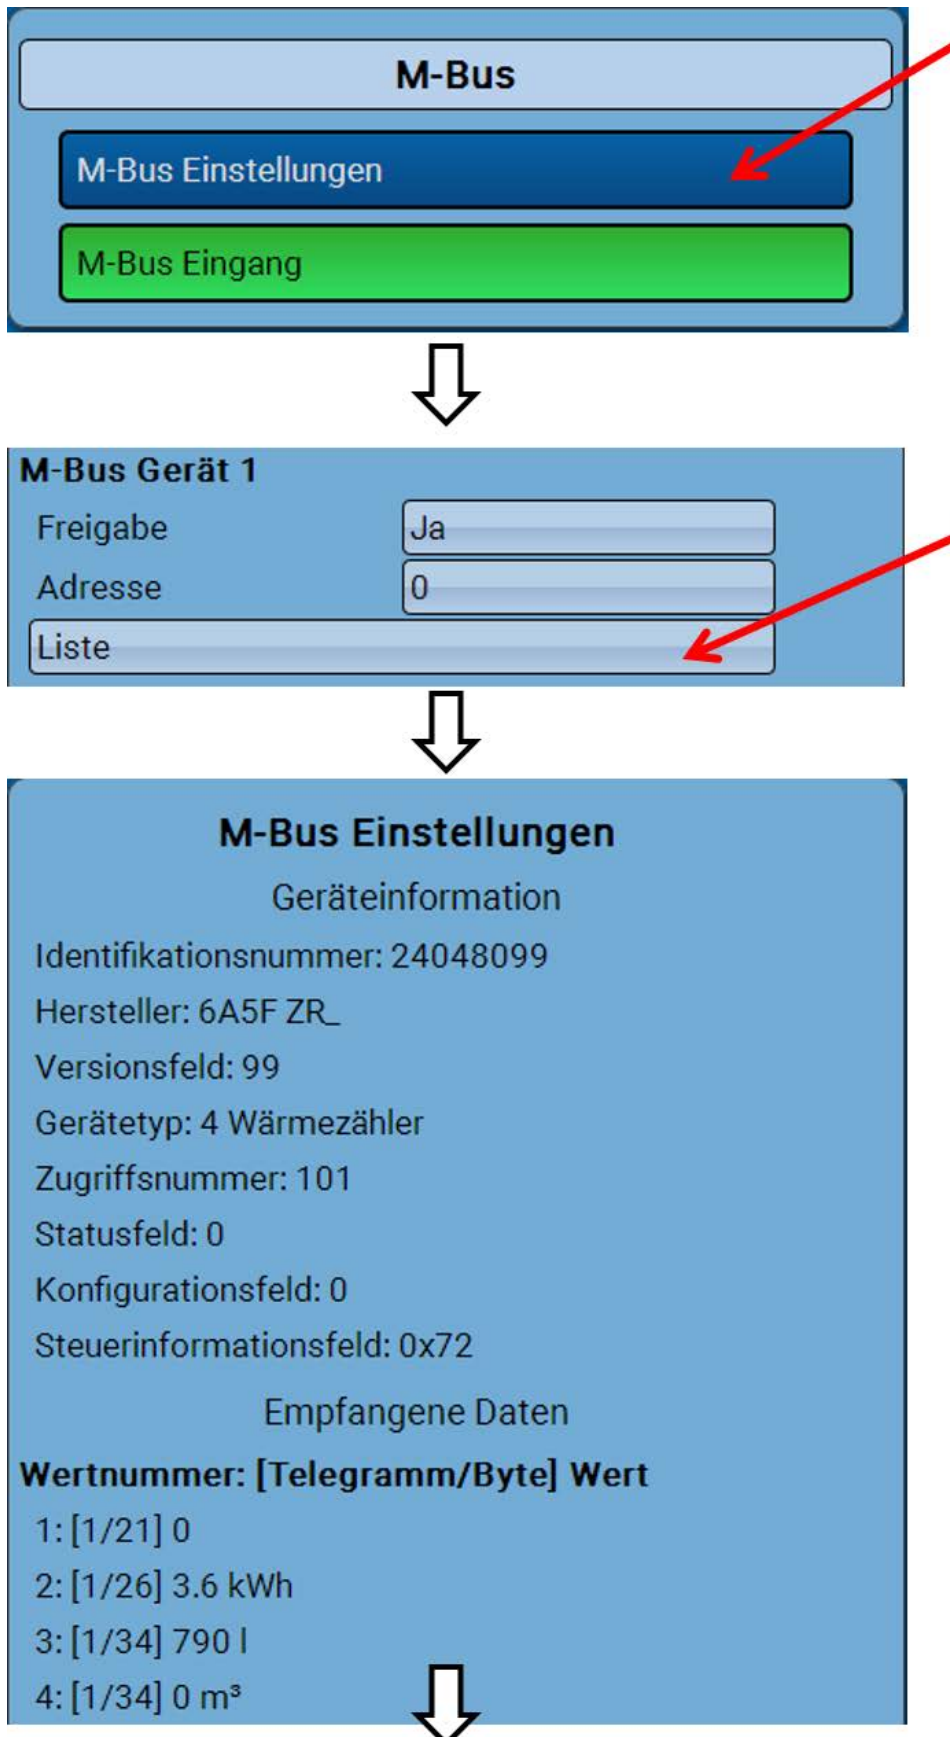 M-Bus
M-Bus Einstellungen
M-Bus Eingang
M-Bus Gerät 1
Freigabe Ja
Adresse 0
Liste
M-Bus Einstellungen
Geräteinformation
Identifikationsnummer: 24048099
Hersteller: 6A5F ZR_
Versionsfeld: 99
Gerätetyp: 4 Wärmezähler
Zugriffsnummer: 101
Statusfeld: 0
Konfigurationsfeld: 0
Steuerinformationsfeld: 0x72
Empfangene Daten
Wertnummer: [Telegramm/Byte] Wert
1: [1/21] 0
2: [1/26] 3.6 kWh
3: [1/34] 790 l
4: [1/34] 0 m³